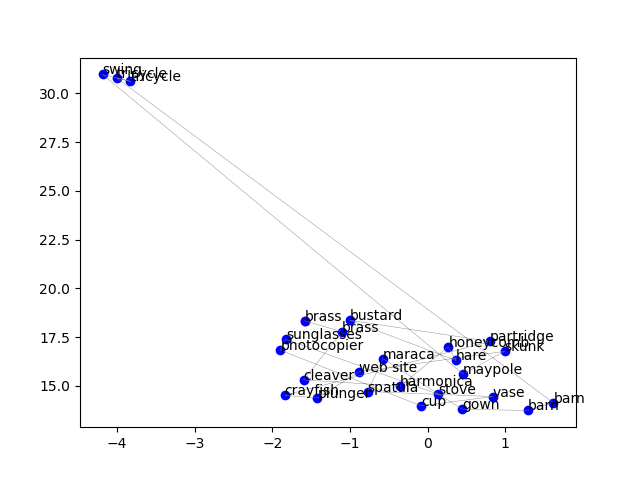 swing
tricycle
30.0
27.5
25.0
22.5
20.0
brass
bustard
brass
17.5
sunglasses
partridge
honeycomb
skunk
photocopier
maraca
hare
web site
maypole
15.0
cleaver
harmonica
crayfish
plunger
spatula
stove
vase
cup
gown
barn
barn
−4
−3
−2
−1
0
1